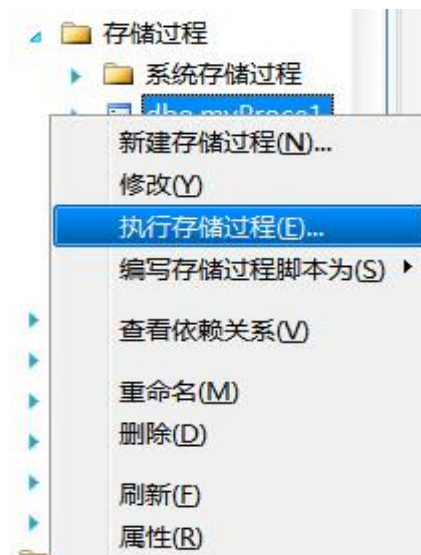 存储过程
系统存储过程
新建存储过程(N)...
修改(Y)
执行存储过程(E)...
编写存储过程脚本为(S)
查看依赖关系(V)
重命名(M)
删除(D)
刷新(F)
属性(R)